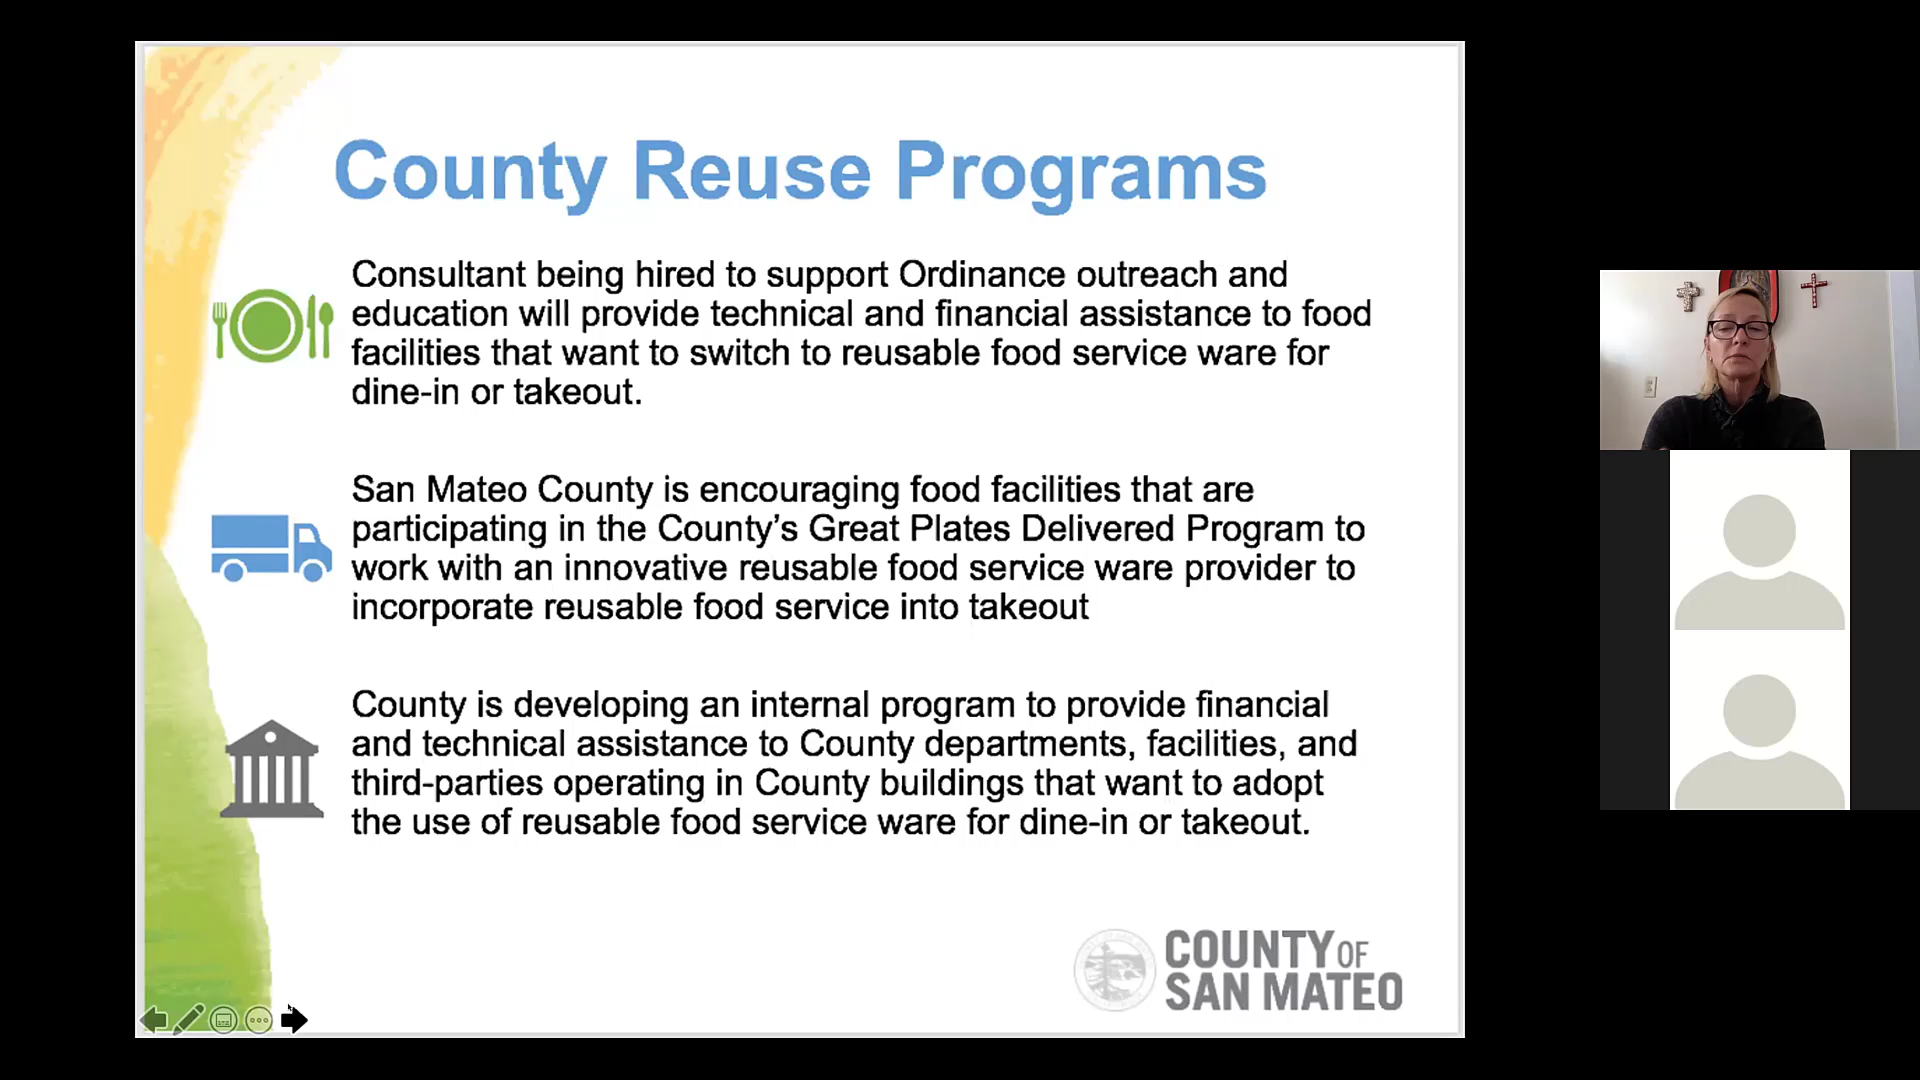 County Reuse Programs
Consultant being hired to support Ordinance outreach and
education will provide technical and financial assistance to food
facilities that want to switch to reusable food service ware for
dine-in or takeout.
San Mateo County is encouraging food facilities that are
participating in the County’s Great Plates Delivered Program to
work with an innovative reusable food service ware provider to
incorporate reusable food service into takeout
County is developing an internal program to provide financial
and technical assistance to County departments, facilities, and
third-parties operating in County buildings that want to adopt
the use of reusable food service ware for dine-in or takeout.
COUNTY OF
SAN MATEO